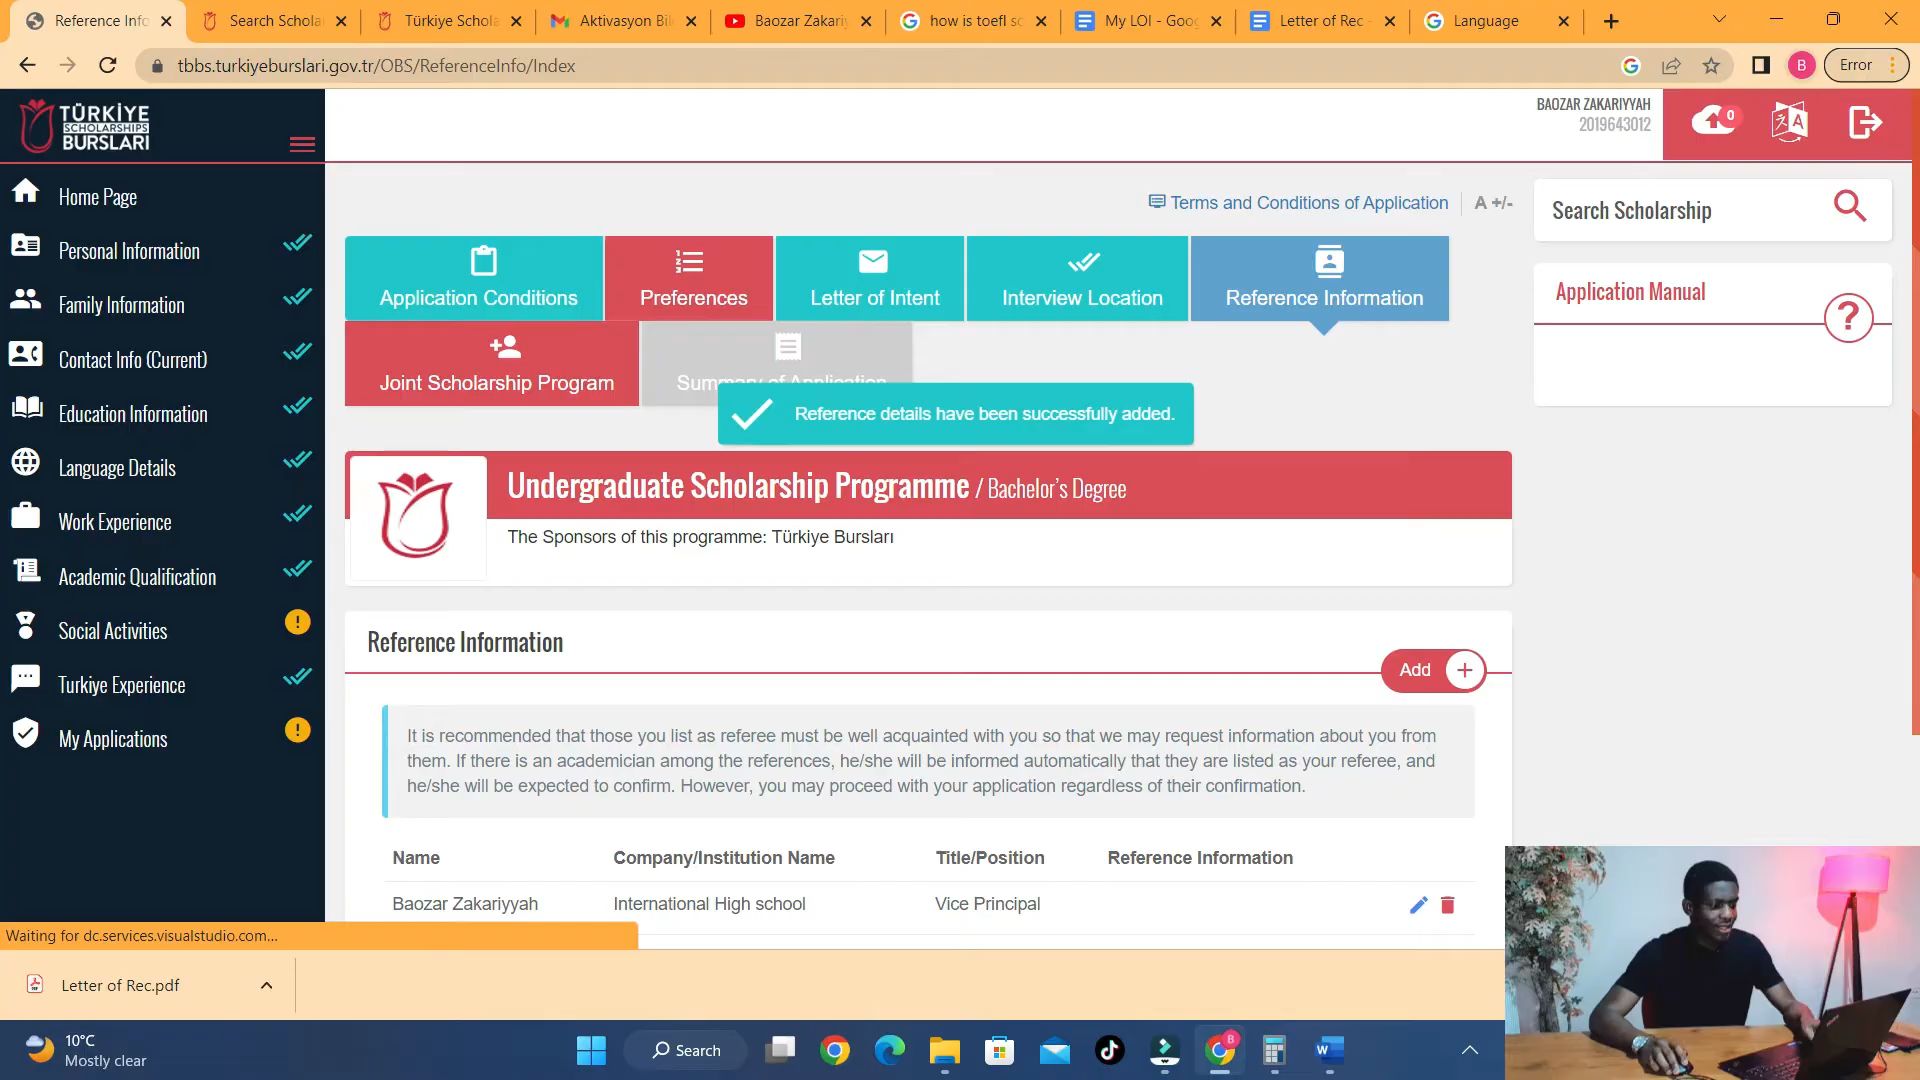 Reference Info
Search Schola
Türkiye Schola
Aktivasyon Bil
Baozar Zakariy
how is toefl sc
My LOI - Goog
Letter of Rec -
Language
tbbs.turkiyeburslari.gov.tr/OBS/ReferenceInfo/Index
B
Error
TÜRKİYE
SCHOLARSHIPS
BURSLARI
BAOZAR ZAKARIYYAH
2019643012
0
A
Home Page
Personal Information
Family Information
Contact Info (Current)
Education Information
Language Details
Work Experience
Academic Qualification
Social Activities
!
Turkiye Experience
My Applications
!
Terms and Conditions of Application
A +/-
Application Conditions
Preferences
Letter of Intent
Interview Location
Reference Information
Joint Scholarship Program
Summary of Application
Reference details have been successfully added.
Search Scholarship
Application Manual
?
Undergraduate Scholarship Programme / Bachelor's Degree
The Sponsors of this programme: Türkiye Bursları
Reference Information
Add +
It is recommended that those you list as referee must be well acquainted with you so that we may request information about you from
them. If there is an academician among the references, he/she will be informed automatically that they are listed as your referee, and
he/she will be expected to confirm. However, you may proceed with your application regardless of their confirmation.
Name Company/Institution Name Title/Position Reference Information
Baozar Zakariyyah International High school Vice Principal
Waiting for dc.services.visualstudio.com...
Letter of Rec.pdf
10°C
Mostly clear
Search
B
W